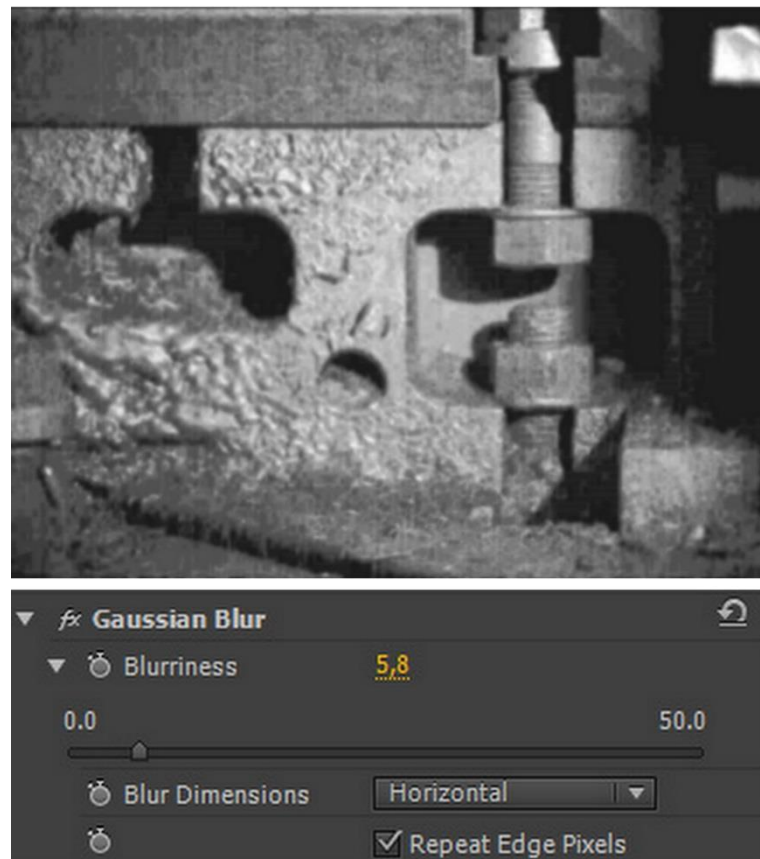 fx Gaussian Blur
Blurriness 5,8
0.0 50.0
Blur Dimensions Horizontal
Repeat Edge Pixels